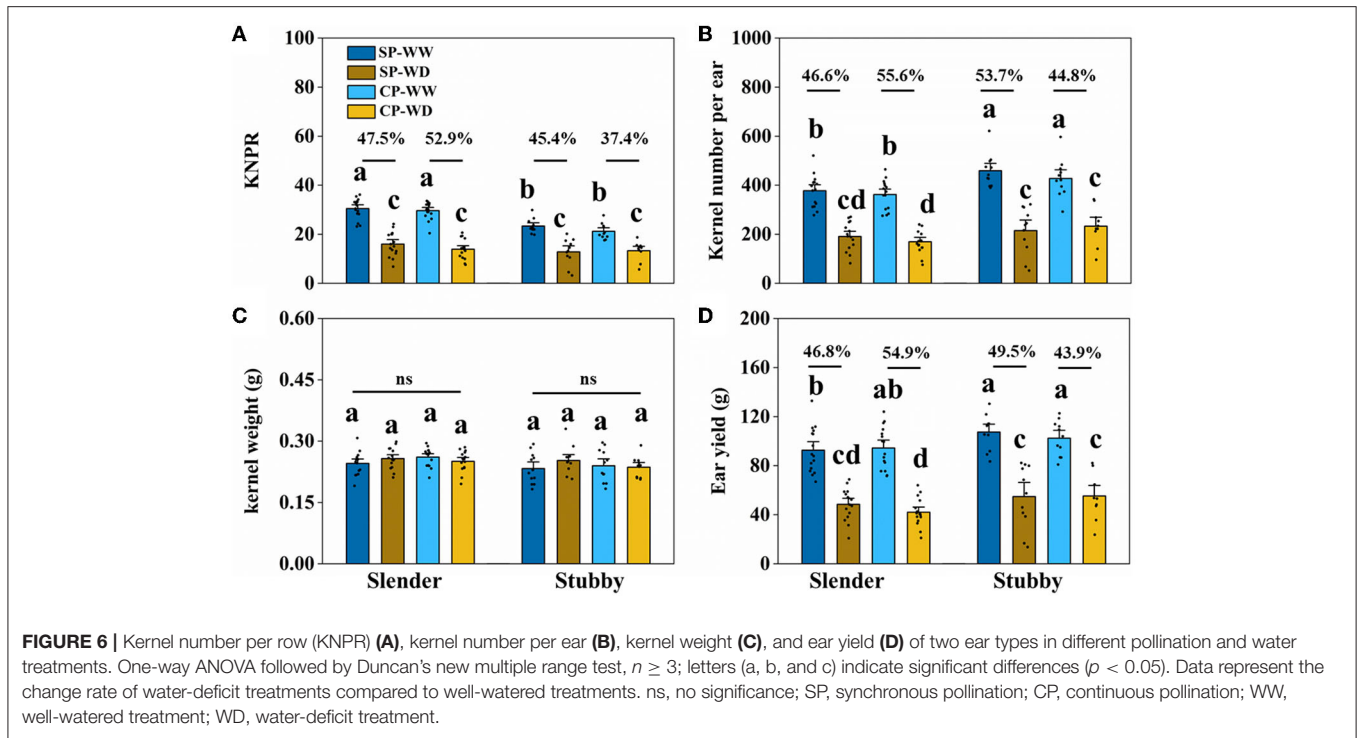 A
100
80
60
40
20
0
KNPR
SP-WW
SP-WD
CP-WW
CP-WD
47.5% 52.9% 45.4% 37.4%
a c a c b c b c
B
1000
800
600
400
200
0
Kernel number per ear
46.6% 55.6% 53.7% 44.8%
b cd b d a c a c
C
0.60
0.45
0.30
0.15
0.00
kernel weight (g)
ns ns
a a a a a a a a
Slender Stubby
D
200
160
120
80
40
0
Ear yield (g)
46.8% 54.9% 49.5% 43.9%
b cd ab d a c a c
Slender Stubby
FIGURE 6 | Kernel number per row (KNPR) (A), kernel number per ear (B), kernel weight (C), and ear yield (D) of two ear types in different pollination and water
treatments. One-way ANOVA followed by Duncan's new multiple range test, n ≥ 3; letters (a, b, and c) indicate significant differences (p < 0.05). Data represent the
change rate of water-deficit treatments compared to well-watered treatments. ns, no significance; SP, synchronous pollination; CP, continuous pollination; WW,
well-watered treatment; WD, water-deficit treatment.